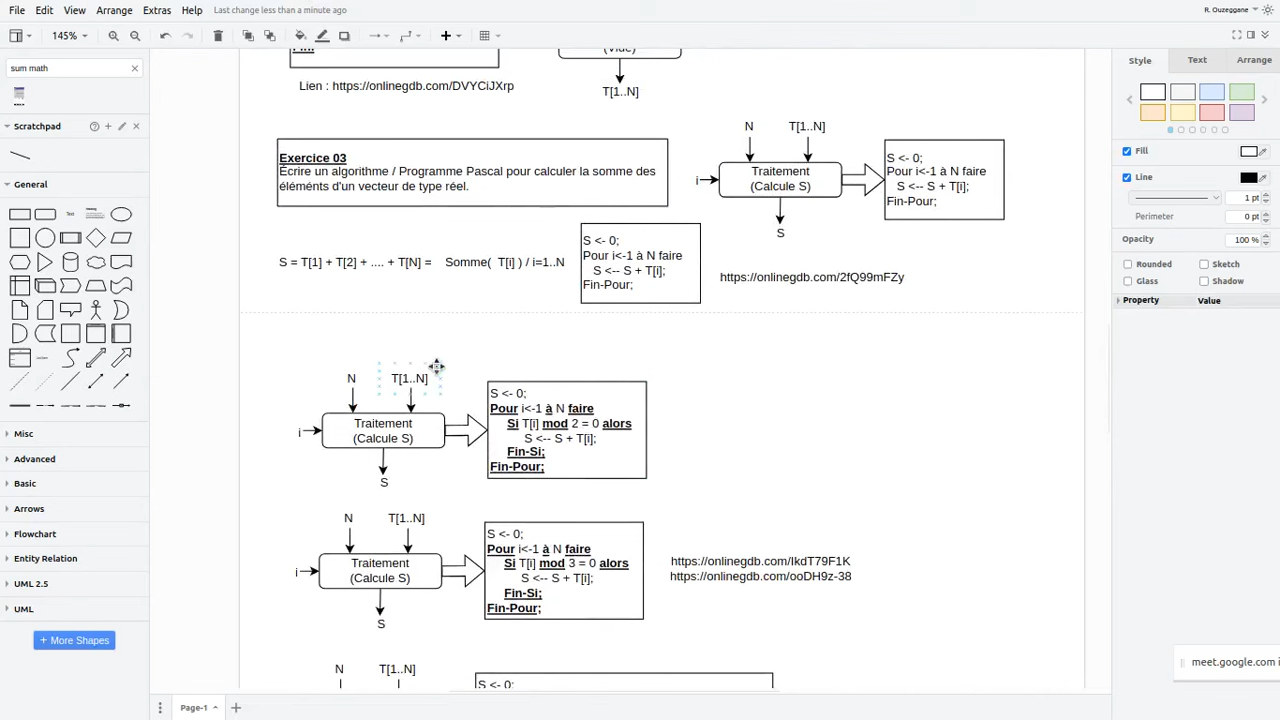 File Edit View Arrange Extras Help Last change less than a minute ago
R. Ouzeggane
145%
sum math
Scratchpad
General
Text
Misc
Advanced
Basic
Arrows
Flowchart
Entity Relation
UML 2.5
UML
+ More Shapes
Page-1
(Vide)
T[1..N]
Lien : https://onlinegdb.com/DVYCiJXrp
Exercice 03
Écrire un algorithme / Programme Pascal pour calculer la somme des
éléménts d'un vecteur de type réel.
N T[1..N]
i
Traitement
(Calcule S)
S
S <- 0;
Pour i<-1 à N faire
S <-- S + T[i];
Fin-Pour;
S = T[1] + T[2] + .... + T[N] = Somme( T[i] ) / i=1..N
S <- 0;
Pour i<-1 à N faire
S <-- S + T[i];
Fin-Pour;
https://onlinegdb.com/2fQ99mFZy
N T[1..N]
i
Traitement
(Calcule S)
S
S <- 0;
Pour i<-1 à N faire
Si T[i] mod 2 = 0 alors
S <-- S + T[i];
Fin-Si;
Fin-Pour;
N T[1..N]
i
Traitement
(Calcule S)
S
S <- 0;
Pour i<-1 à N faire
Si T[i] mod 3 = 0 alors
S <-- S + T[i];
Fin-Si;
Fin-Pour;
https://onlinegdb.com/IkdT79F1K
https://onlinegdb.com/ooDH9z-38
N T[1..N]
S <- 0;
Style Text Arrange
Fill
Line
1 pt
Perimeter 0 pt
Opacity 100 %
Rounded Sketch
Glass Shadow
Property Value
meet.google.com